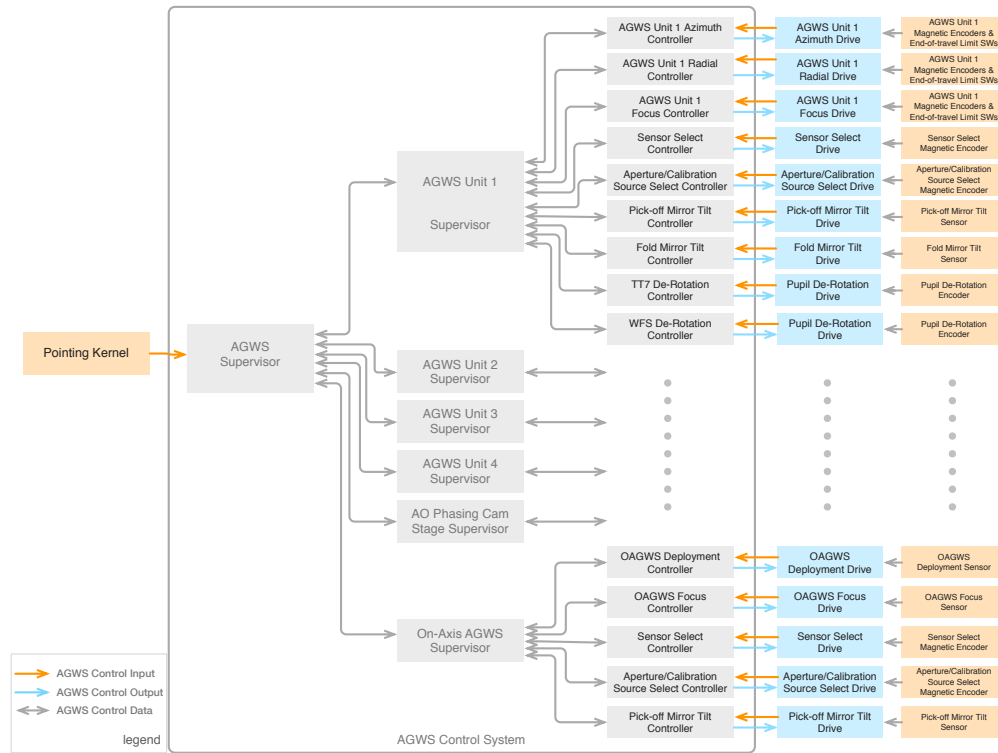 AGWS Unit 1 Azimuth
Controller
AGWS Unit 1
Azimuth Drive
AGWS Unit 1
Magnetic Encoders &
End-of-travel Limit SWs
AGWS Unit 1 Radial
Controller
AGWS Unit 1
Radial Drive
AGWS Unit 1
Magnetic Encoders &
End-of-travel Limit SWs
AGWS Unit 1
Focus Controller
AGWS Unit 1
Focus Drive
AGWS Unit 1
Magnetic Encoders &
End-of-travel Limit SWs
Sensor Select
Controller
Sensor Select
Drive
Sensor Select
Magnetic Encoder
AGWS Unit 1
Supervisor
Aperture/Calibration
Source Select Controller
Aperture/Calibration
Source Select Drive
Aperture/Calibration
Source Select
Magnetic Encoder
Pick-off Mirror Tilt
Controller
Pick-off Mirror Tilt
Drive
Pick-off Mirror Tilt
Sensor
Fold Mirror Tilt
Controller
Fold Mirror Tilt
Drive
Fold Mirror Tilt
Sensor
TT7 De-Rotation
Controller
Pupil De-Rotation
Drive
Pupil De-Rotation
Encoder
WFS De-Rotation
Controller
Pupil De-Rotation
Drive
Pupil De-Rotation
Encoder
Pointing Kernel
AGWS
Supervisor
AGWS Unit 2
Supervisor
AGWS Unit 3
Supervisor
AGWS Unit 4
Supervisor
AO Phasing Cam
Stage Supervisor
On-Axis AGWS
Supervisor
OAGWS Deployment
Controller
OAGWS
Deployment Drive
OAGWS
Deployment Sensor
OAGWS Focus
Controller
OAGWS Focus
Drive
OAGWS Focus
Sensor
Sensor Select
Controller
Sensor Select
Drive
Sensor Select
Magnetic Encoder
Aperture/Calibration
Source Select Controller
Aperture/Calibration
Source Select Drive
Aperture/Calibration
Source Select
Magnetic Encoder
Pick-off Mirror Tilt
Controller
Pick-off Mirror Tilt
Drive
Pick-off Mirror Tilt
Sensor
AGWS Control Input
AGWS Control Output
AGWS Control Data
legend
AGWS Control System